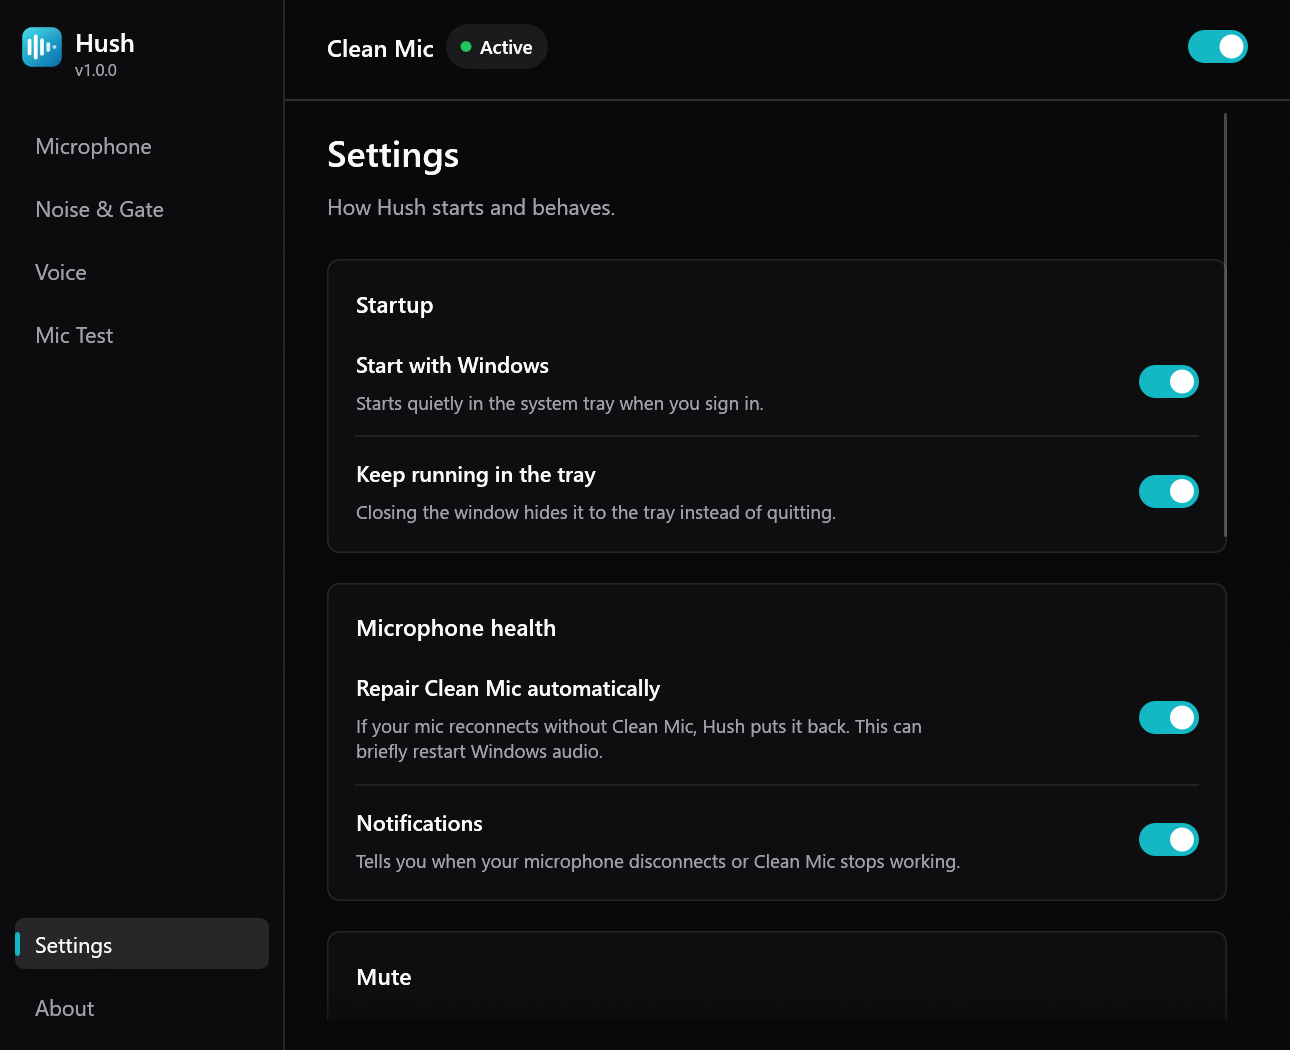 Hush
v1.0.0
Microphone
Noise & Gate
Voice
Mic Test
Settings
About
Clean Mic
Active
Settings
How Hush starts and behaves.
Startup
Start with Windows
Starts quietly in the system tray when you sign in.
Keep running in the tray
Closing the window hides it to the tray instead of quitting.
Microphone health
Repair Clean Mic automatically
If your mic reconnects without Clean Mic, Hush puts it back. This can
briefly restart Windows audio.
Notifications
Tells you when your microphone disconnects or Clean Mic stops working.
Mute